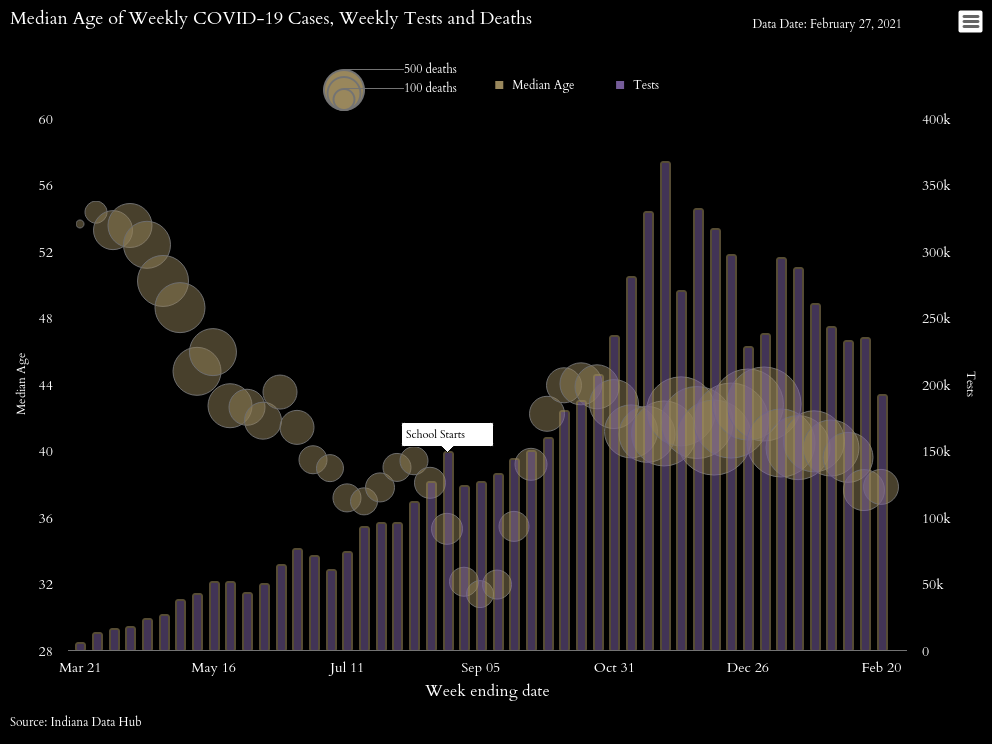 Median Age of Weekly COVID-19 Cases, Weekly Tests and Deaths
Data Date: February 27, 2021
500 deaths
100 deaths
Median Age
Tests
60
56
52
48
44
40
36
32
28
Median Age
400k
350k
300k
250k
200k
150k
100k
50k
0
Tests
School Starts
Mar 21
May 16
Jul 11
Sep 05
Oct 31
Dec 26
Feb 20
Week ending date
Source: Indiana Data Hub